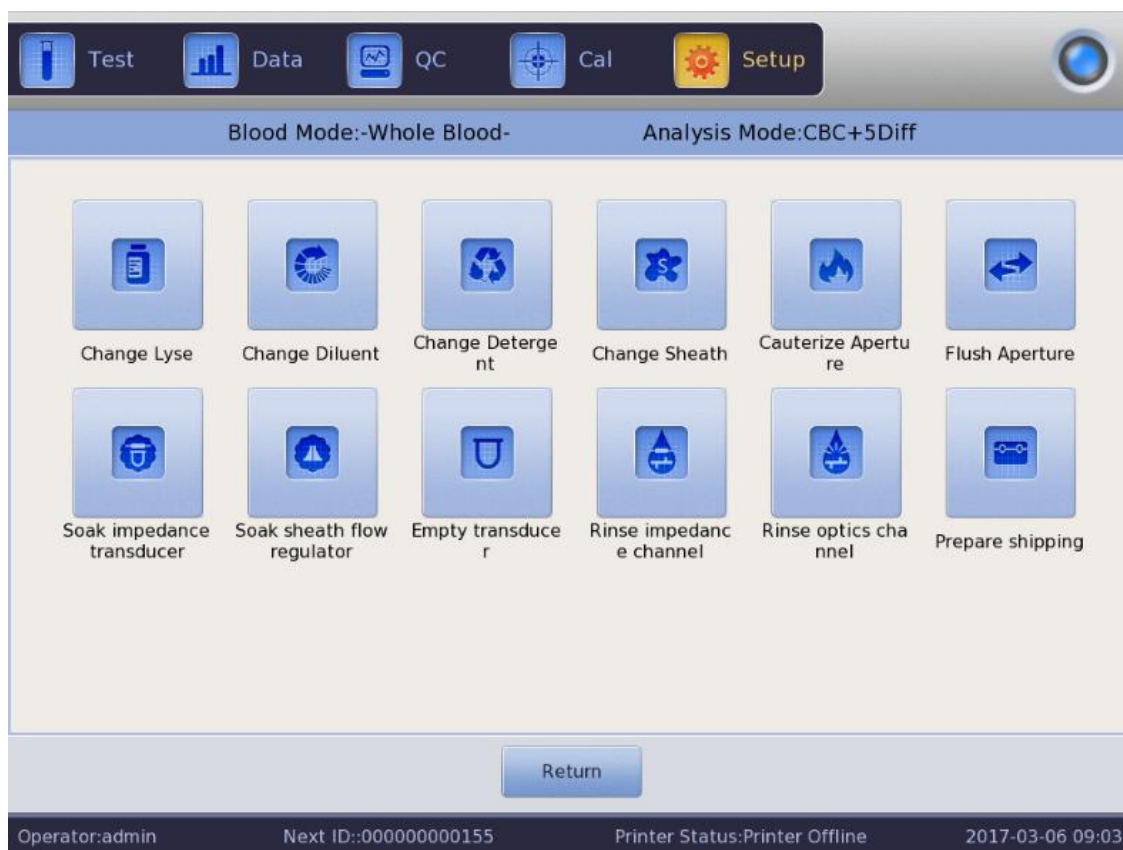 Test Data QC Cal Setup
Blood Mode:-Whole Blood- Analysis Mode:CBC+5Diff
Change Lyse
Change Diluent
Change Deterge
nt
Change Sheath
Cauterize Apertu
re
Flush Aperture
Soak impedance
transducer
Soak sheath flow
regulator
Empty transduce
r
Rinse impedanc
e channel
Rinse optics cha
nnel
Prepare shipping
Return
Operator:admin Next ID::000000000155 Printer Status:Printer Offline 2017-03-06 09:03